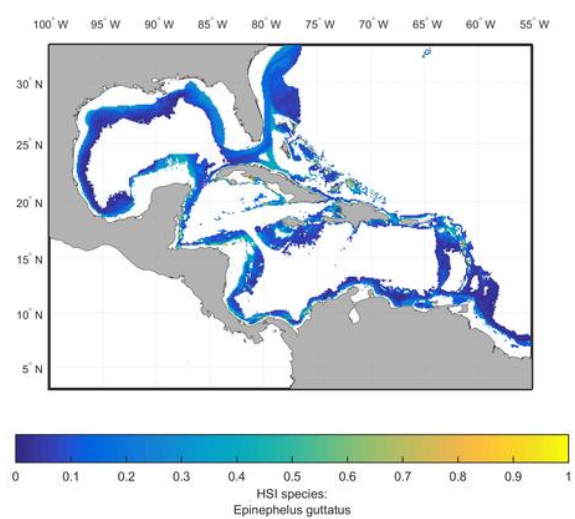 100° W 95° W 90° W 85° W 80° W 75° W 70° W 65° W 60° W 55° W
30° N
25° N
20° N
15° N
10° N
5° N
0 0.1 0.2 0.3 0.4 0.5 0.6 0.7 0.8 0.9 1
HSI species:
Epinephelus guttatus